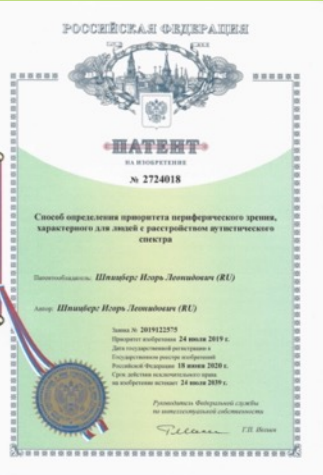 РОССИЙСКАЯ ФЕДЕРАЦИЯ
ПАТЕНТ
НА ИЗОБРЕТЕНИЕ
№ 2724018
Способ определения приоритета периферического зрения,
характерного для людей с расстройством аутистического
спектра
Патентообладатель: Шпицберг Игорь Леонидович (RU)
Автор: Шпицберг Игорь Леонидович (RU)
Заявка № 2019122575
Приоритет изобретения 24 июля 2019 г.
Дата государственной регистрации в
Государственном реестре изобретений
Российской Федерации 18 июня 2020 г.
Срок действия исключительного права
на изобретение истекает 24 июля 2039 г.
Руководитель Федеральной службы
по интеллектуальной собственности
Г.П. Ивлиев